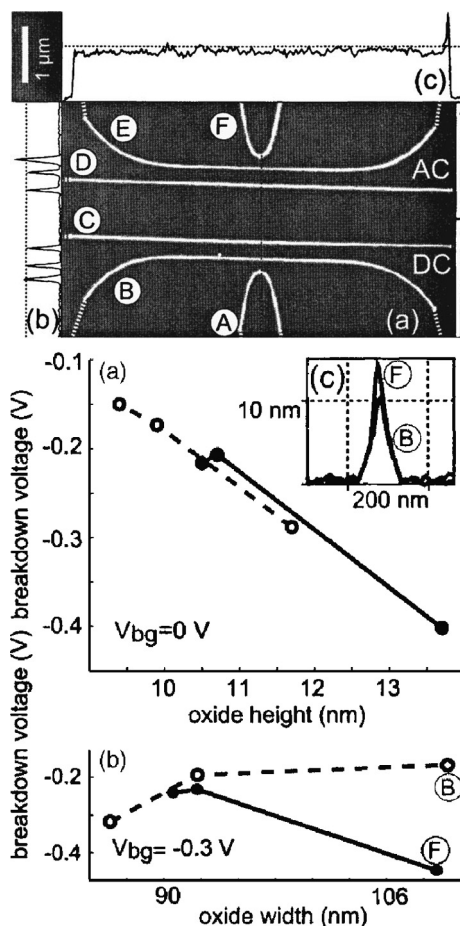 1 µm
(c)
E
F
D
AC
C
DC
(b)
B
A
(a)
breakdown voltage (V)
-0.1
-0.2
-0.3
-0.4
(a)
(c)
F
10 nm
B
200 nm
Vbg=0 V
10 11 12 13
oxide height (nm)
breakdown voltage (V)
-0.2
-0.4
(b)
B
Vbg= -0.3 V
F
90 106
oxide width (nm)